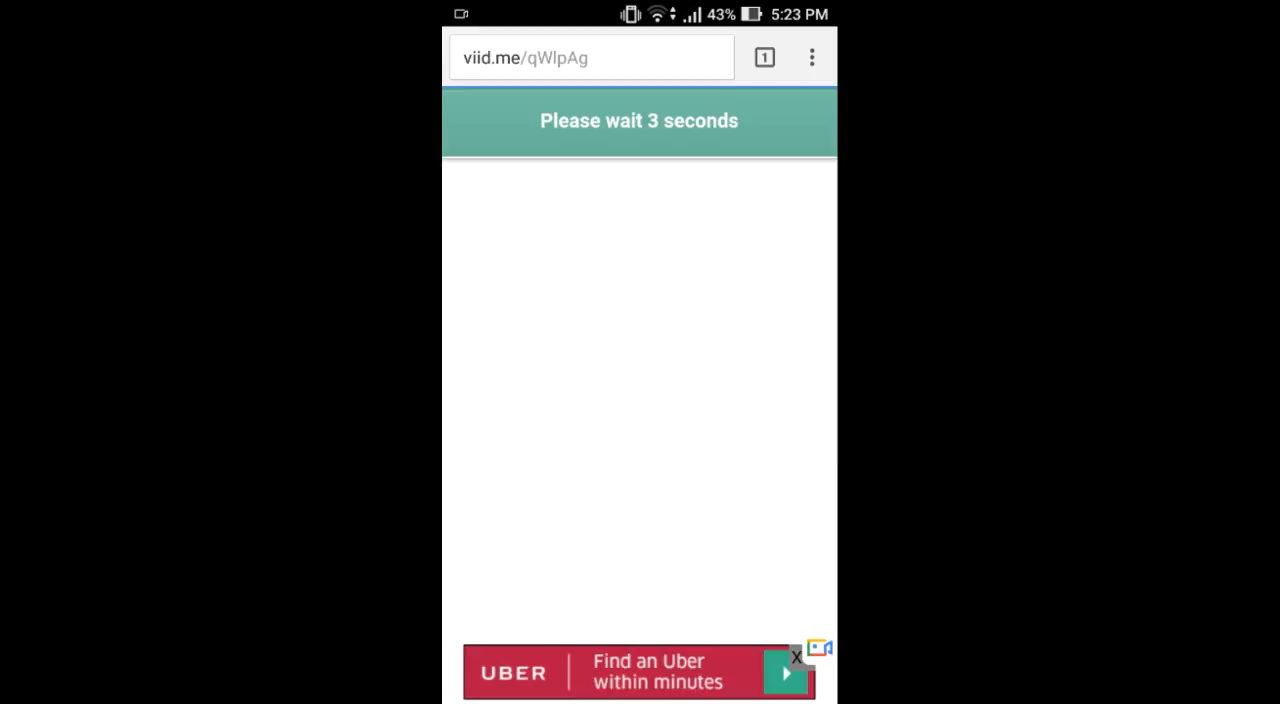 43% 5:23 PM
viid.me/qWlpAg
1
Please wait 3 seconds
UBER
Find an Uber
within minutes
X